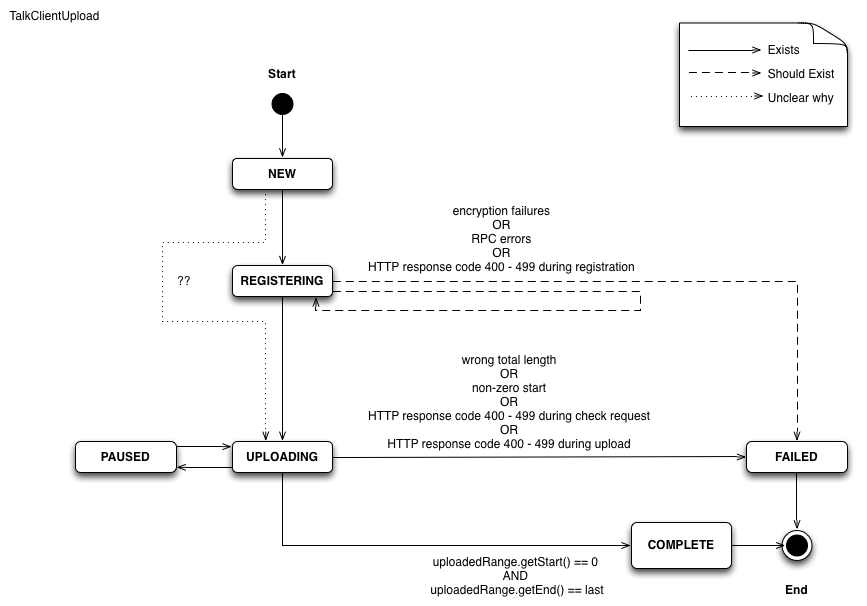 TalkClientUpload
Exists
Should Exist
Unclear why
Start
NEW
encryption failures
OR
RPC errors
OR
HTTP response code 400 - 499 during registration
??
REGISTERING
wrong total length
OR
non-zero start
OR
HTTP response code 400 - 499 during check request
OR
HTTP response code 400 - 499 during upload
PAUSED
UPLOADING
FAILED
COMPLETE
uploadedRange.getStart() == 0
AND
uploadedRange.getEnd() == last
End